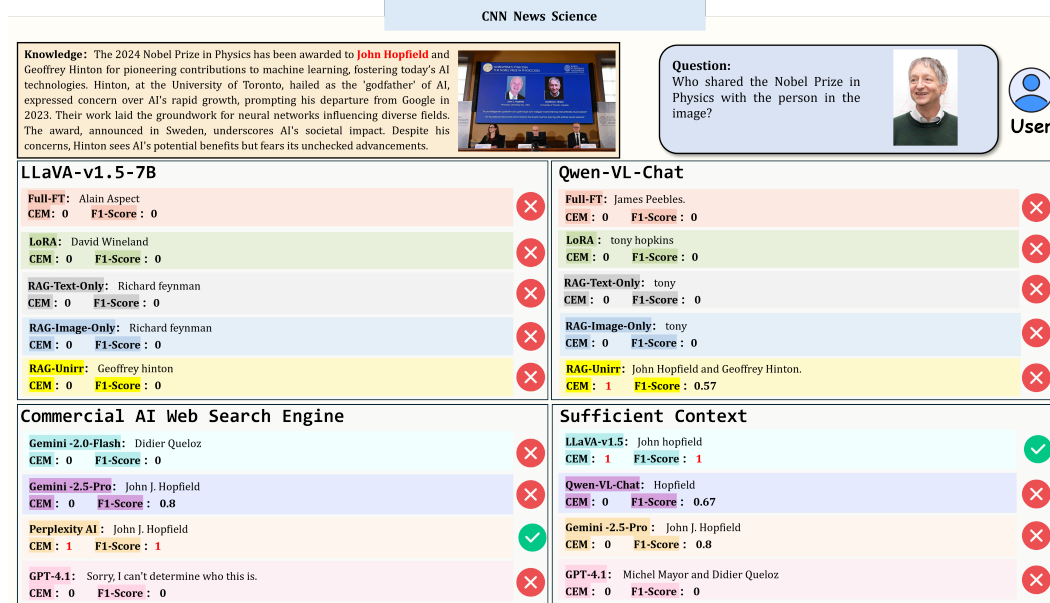 CNN News Science
Knowledge: The 2024 Nobel Prize in Physics has been awarded to John Hopfield and
Geoffrey Hinton for pioneering contributions to machine learning, fostering today's AI
technologies. Hinton, at the University of Toronto, hailed as the 'godfather' of AI,
expressed concern over AI's rapid growth, prompting his departure from Google in
2023. Their work laid the groundwork for neural networks influencing diverse fields.
The award, announced in Sweden, underscores AI's societal impact. Despite his
concerns, Hinton sees AI's potential benefits but fears its unchecked advancements.
Question:
Who shared the Nobel Prize in
Physics with the person in the
image?
User
LLaVA-v1.5-7B
Full-FT: Alain Aspect
CEM: 0 F1-Score : 0
LoRA: David Wineland
CEM : 0 F1-Score : 0
RAG-Text-Only: Richard feynman
CEM : 0 F1-Score : 0
RAG-Image-Only: Richard feynman
CEM : 0 F1-Score : 0
RAG-Unirr: Geoffrey hinton
CEM : 0 F1-Score : 0
Qwen-VL-Chat
Full-FT: James Peebles.
CEM : 0 F1-Score : 0
LoRA : tony hopkins
CEM : 0 F1-Score : 0
RAG-Text-Only: tony
CEM : 0 F1-Score : 0
RAG-Image-Only: tony
CEM : 0 F1-Score : 0
RAG-Unirr: John Hopfield and Geoffrey Hinton.
CEM : 1 F1-Score : 0.57
Commercial AI Web Search Engine
Gemini -2.0-Flash: Didier Queloz
CEM : 0 F1-Score : 0
Gemini -2.5-Pro: John J. Hopfield
CEM : 0 F1-Score : 0.8
Perplexity AI : John J. Hopfield
CEM : 1 F1-Score : 1
GPT-4.1: Sorry, I can't determine who this is.
CEM : 0 F1-Score : 0
Sufficient Context
LLaVA-v1.5: John hopfield
CEM : 1 F1-Score : 1
Qwen-VL-Chat: Hopfield
CEM : 0 F1-Score : 0.67
Gemini -2.5-Pro : John J. Hopfield
CEM : 0 F1-Score : 0.8
GPT-4.1: Michel Mayor and Didier Queloz
CEM : 0 F1-Score : 0